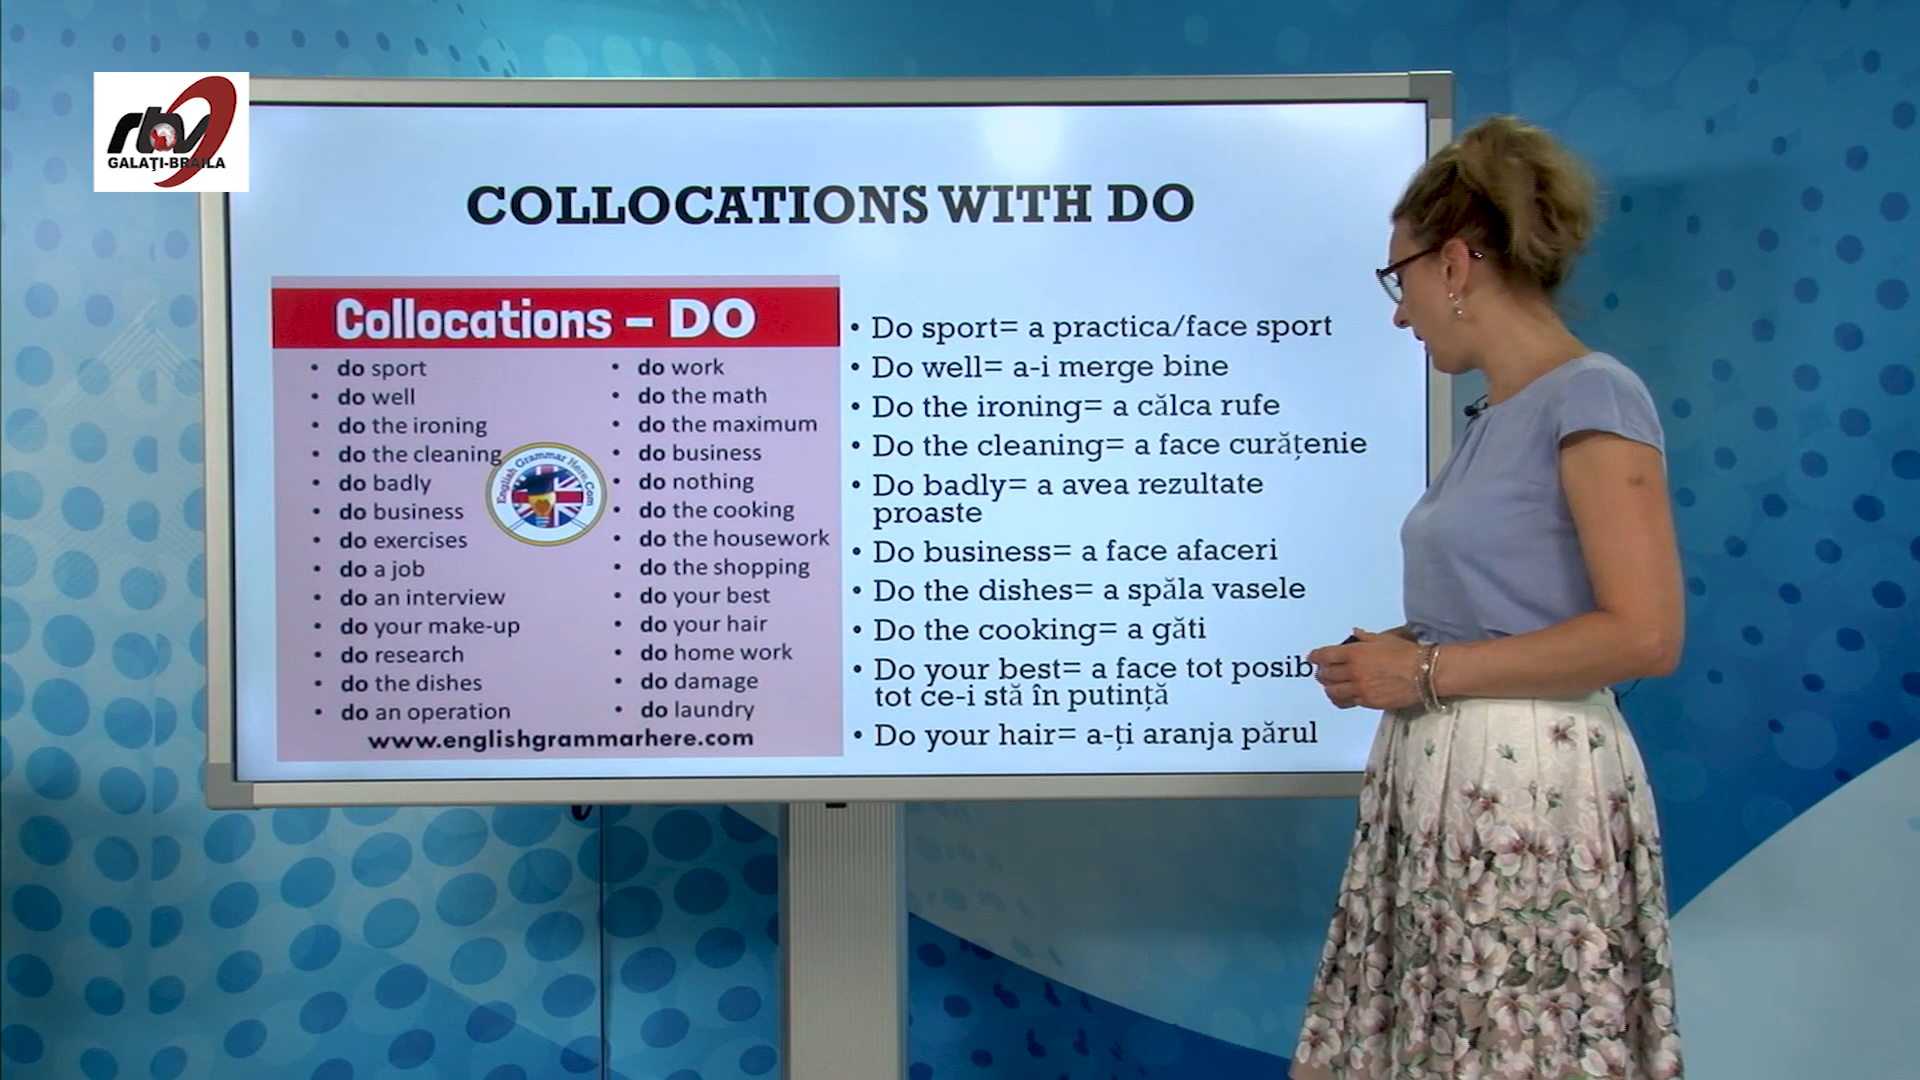 rtv
GALAŢI-BRĂILA
COLLOCATIONS WITH DO
Collocations – DO
• do sport
• do well
• do the ironing
• do the cleaning
• do badly
• do business
• do exercises
• do a job
• do an interview
• do your make-up
• do research
• do the dishes
• do an operation
• do work
• do the math
• do the maximum
• do business
• do nothing
• do the cooking
• do the housework
• do the shopping
• do your best
• do your hair
• do home work
• do damage
• do laundry
English Grammar Here.Com
www.englishgrammarhere.com
• Do sport= a practica/face sport
• Do well= a-i merge bine
• Do the ironing= a călca rufe
• Do the cleaning= a face curățenie
• Do badly= a avea rezultate
proaste
• Do business= a face afaceri
• Do the dishes= a spăla vasele
• Do the cooking= a găti
• Do your best= a face tot posib
tot ce-i stă în putință
• Do your hair= a-ți aranja părul